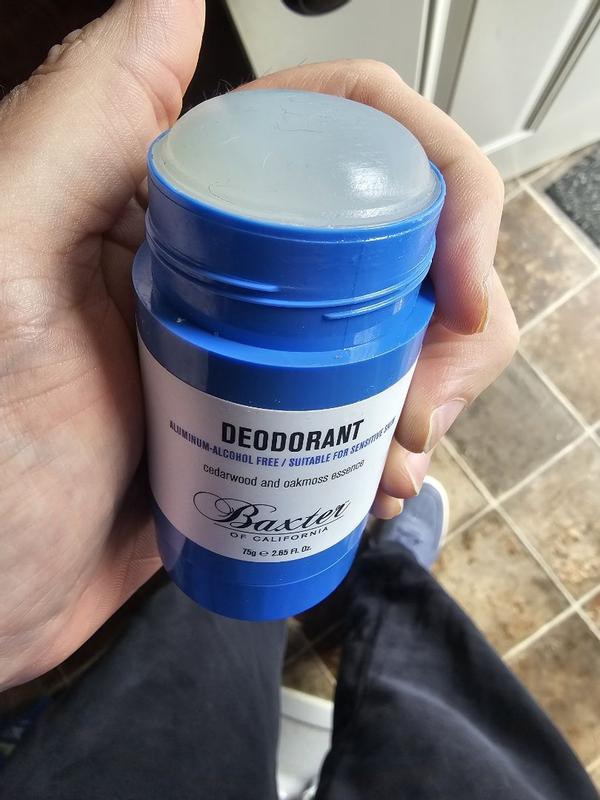 DEODORANT
ALUMINUM-ALCOHOL FREE / SUITABLE FOR SENSITIVE SKIN
cedarwood and oakmoss essence
Baxter
OF CALIFORNIA
75g ℮ 2.65 Fl. Oz.